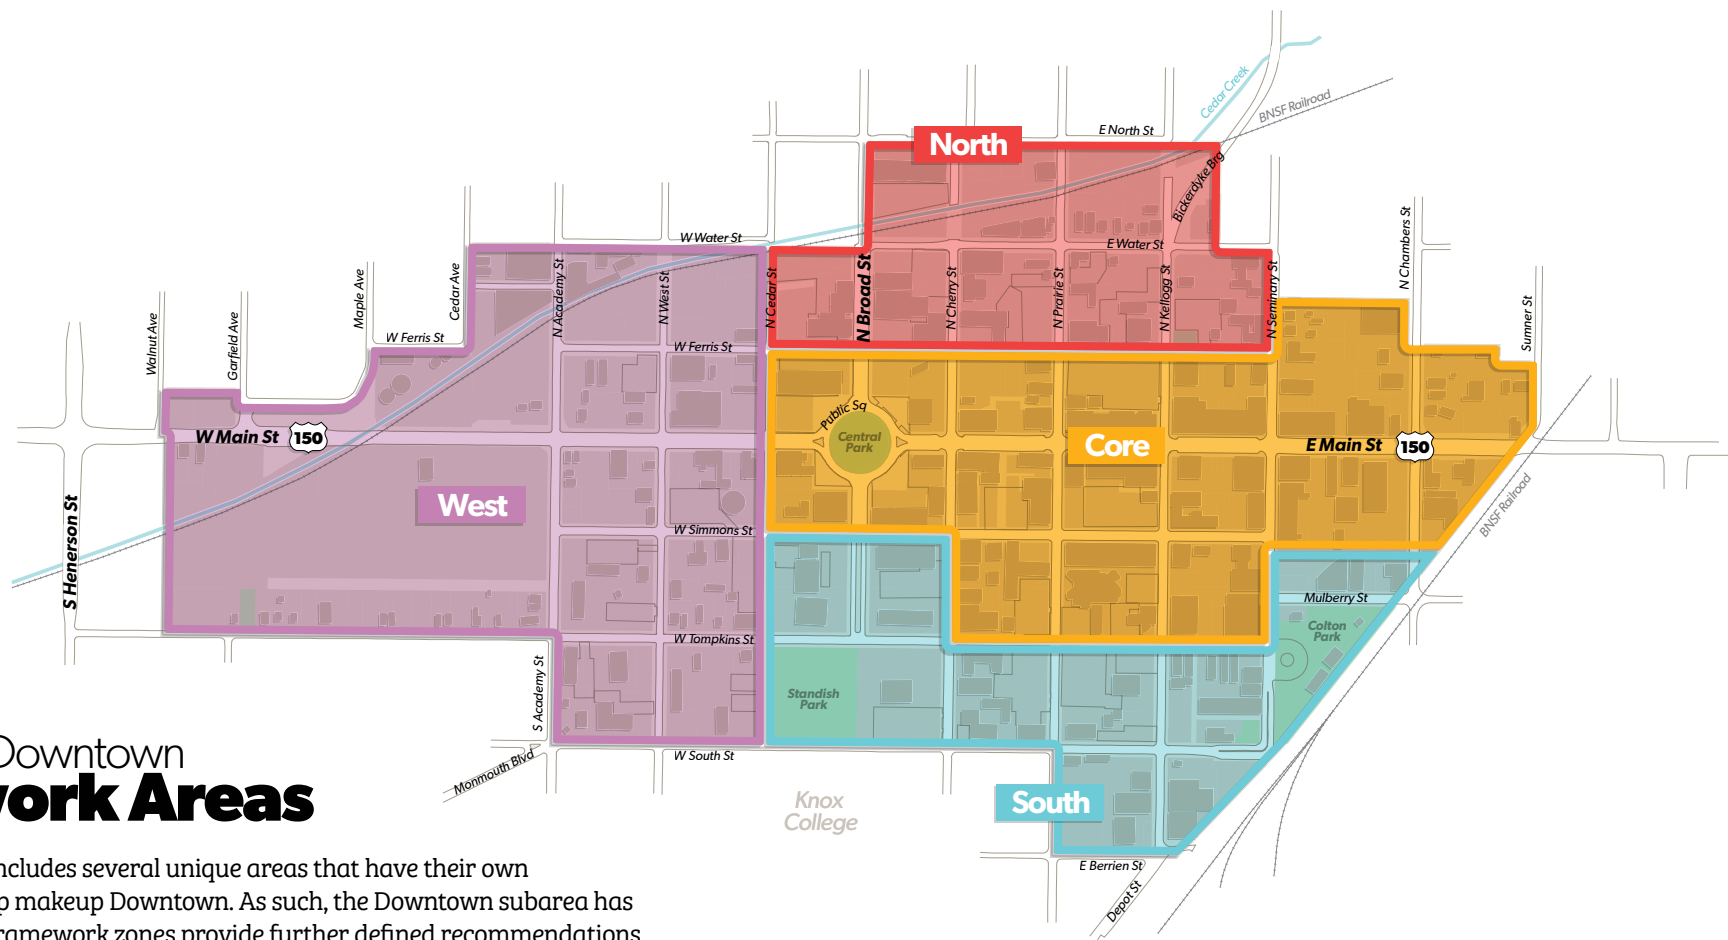 Cedar Creek
BNSF Railroad
E North St
North
Bickerdyke Brg
W Water St
E Water St
N Chambers St
Cedar Ave
Maple Ave
N Academy St
N West St
N Cedar St
N Broad St
N Cherry St
N Prairie St
N Kellogg St
N Seminary St
Sumner St
Walnut Ave
Garfield Ave
W Ferris St
W Ferris St
Public Sq
Central
Park
W Main St
150
Core
E Main St
150
West
BNSF Railroad
S Henerson St
W Simmons St
Mulberry St
Colton
Park
W Tompkins St
S Academy St
Standish
Park
W South St
Monmouth Blvd
Knox
College
South
E Berrien St
Depot St
Downtown
work Areas
ncludes several unique areas that have their own
p makeup Downtown. As such, the Downtown subarea has
ramework zones provide further defined recommendations